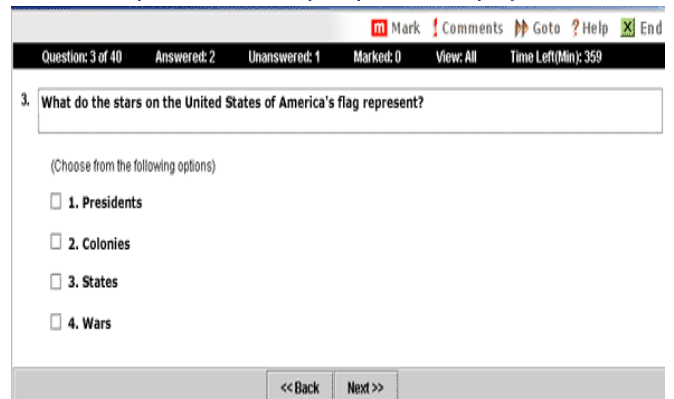 m Mark ! Comments Goto ? Help X End
Question: 3 of 40 Answered: 2 Unanswered: 1 Marked: 0 View: All Time Left(Min): 359
3. What do the stars on the United States of America's flag represent?
(Choose from the following options)
1. Presidents
2. Colonies
3. States
4. Wars
<< Back Next >>